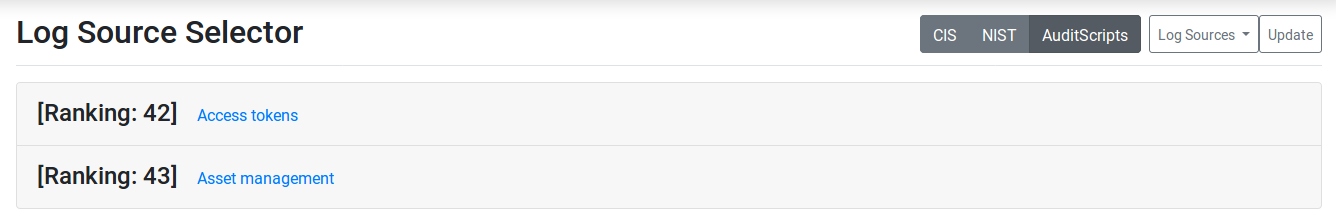 Log Source Selector CIS NIST AuditScripts Log Sources Update
[Ranking: 42] Access tokens
[Ranking: 43] Asset management